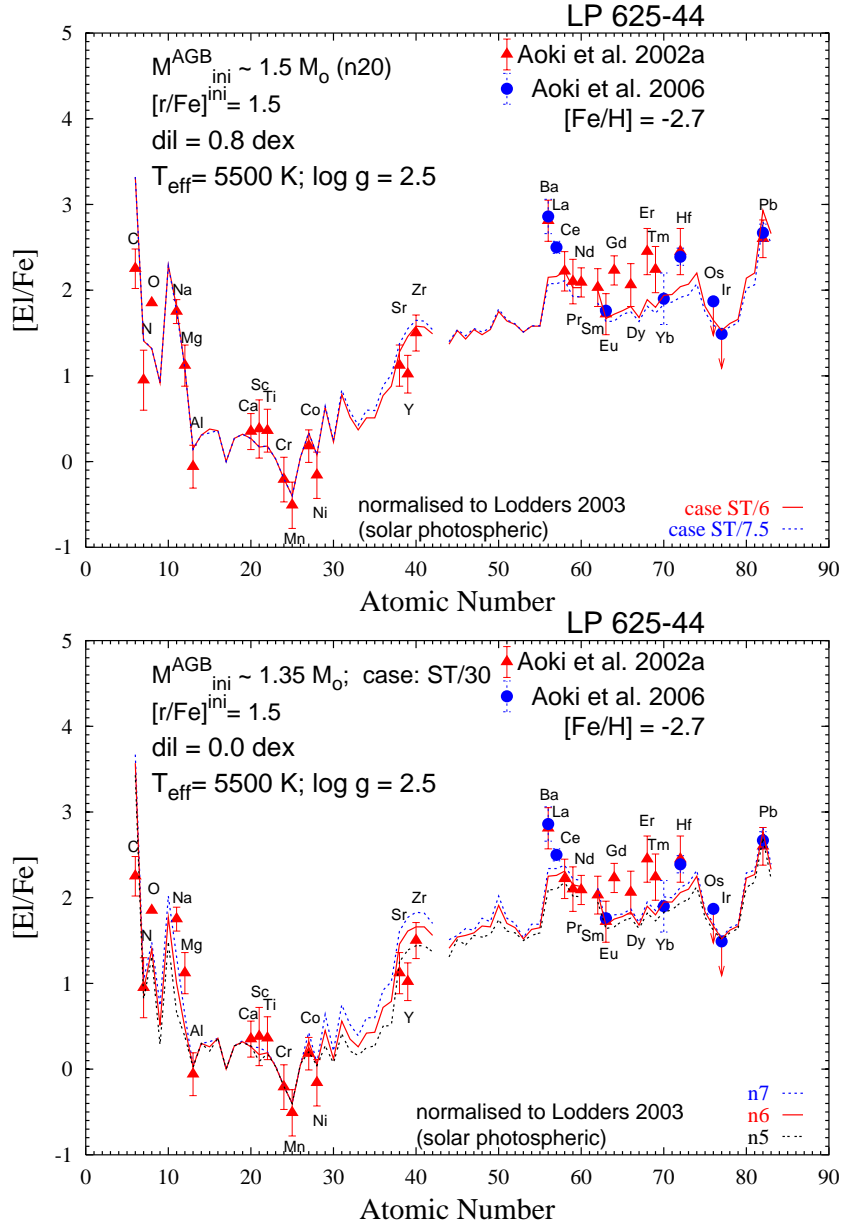 LP 625-44
M^AGB_ini ~ 1.5 M_o (n20)
[r/Fe]^ini= 1.5
dil = 0.8 dex
T_eff= 5500 K; log g = 2.5
Aoki et al. 2002a
Aoki et al. 2006
[Fe/H] = -2.7
[El/Fe]
5
4
3
2
1
0
-1
C
N
O
Na
Mg
Al
Ca
Sc
Ti
Cr
Mn
Co
Ni
Sr
Y
Zr
Ba
La
Ce
Pr
Nd
Sm
Eu
Gd
Dy
Er
Tm
Yb
Hf
Os
Ir
Pb
normalised to Lodders 2003
(solar photospheric)
case ST/6
case ST/7.5
0 10 20 30 40 50 60 70 80 90
Atomic Number
LP 625-44
M^AGB_ini ~ 1.35 M_o; case: ST/30
[r/Fe]^ini= 1.5
dil = 0.0 dex
T_eff= 5500 K; log g = 2.5
Aoki et al. 2002a
Aoki et al. 2006
[Fe/H] = -2.7
[El/Fe]
5
4
3
2
1
0
-1
C
N
O
Na
Mg
Al
Ca
Sc
Ti
Cr
Mn
Co
Ni
Sr
Y
Zr
Ba
La
Ce
Pr
Nd
Sm
Eu
Gd
Dy
Er
Tm
Yb
Hf
Os
Ir
Pb
normalised to Lodders 2003
(solar photospheric)
n7
n6
n5
0 10 20 30 40 50 60 70 80 90
Atomic Number